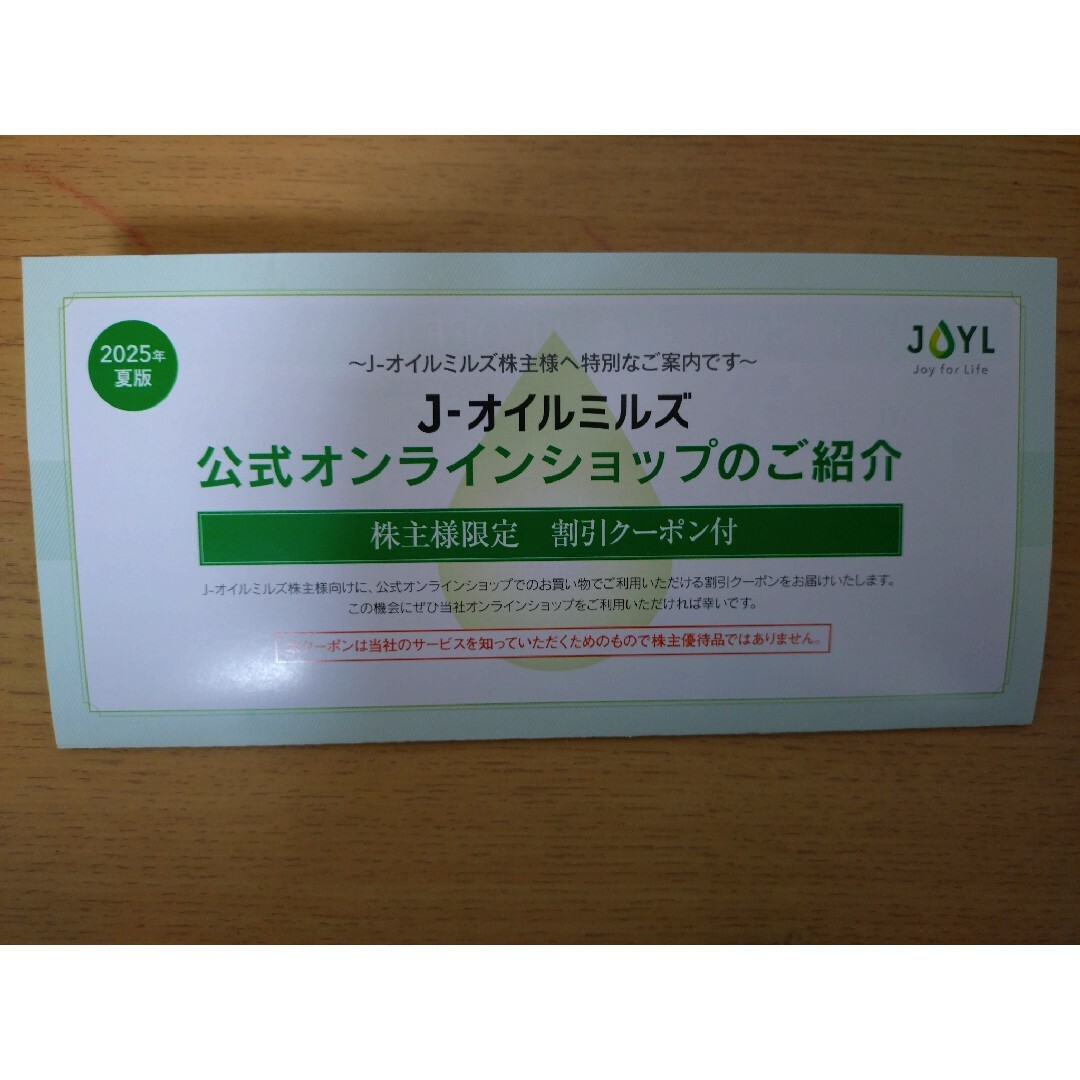 2025年
夏版
JOYL
Joy for Life
～J-オイルミルズ株主様へ特別なご案内です～
J-オイルミルズ
公式オンラインショップのご紹介
株主様限定 割引クーポン付
J-オイルミルズ株主様向けに、公式オンラインショップでのお買い物でご利用いただける割引クーポンをお届けいたします。
この機会にぜひ当社オンラインショップをご利用いただければ幸いです。
クーポンは当社のサービスを知っていただくためのもので株主優待品ではありません。